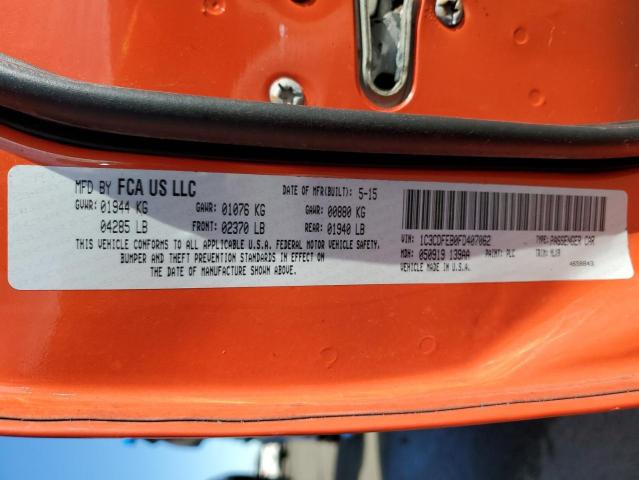 MFD BY FCA US LLC DATE OF MFR(BUILT): 5-15
GVWR: 01944 KG GAWR: 01076 KG GAWR: 00880 KG
04285 LB FRONT: 02370 LB REAR: 01940 LB
THIS VEHICLE CONFORMS TO ALL APPLICABLE U.S.A. FEDERAL MOTOR VEHICLE SAFETY,
BUMPER AND THEFT PREVENTION STANDARDS IN EFFECT ON
THE DATE OF MANUFACTURE SHOWN ABOVE.
VIN: 1C3CDFEB0FD407062 TYPE: PASSENGER CAR
MDH: 050919 139AA PAINT: PLC TRIM:
VEHICLE MADE IN U.S.A.